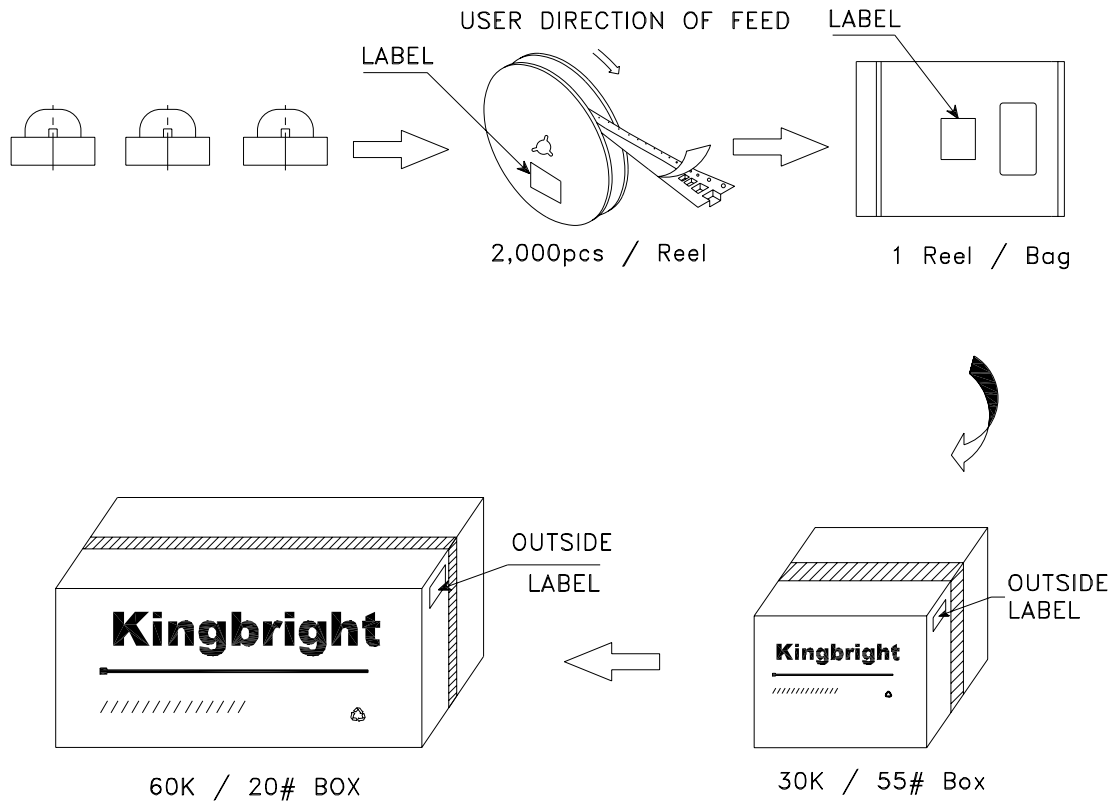 USER DIRECTION OF FEED
LABEL
LABEL
2,000pcs / Reel
1 Reel / Bag
OUTSIDE
LABEL
Kingbright
60K / 20# BOX
OUTSIDE
LABEL
Kingbright
30K / 55# Box